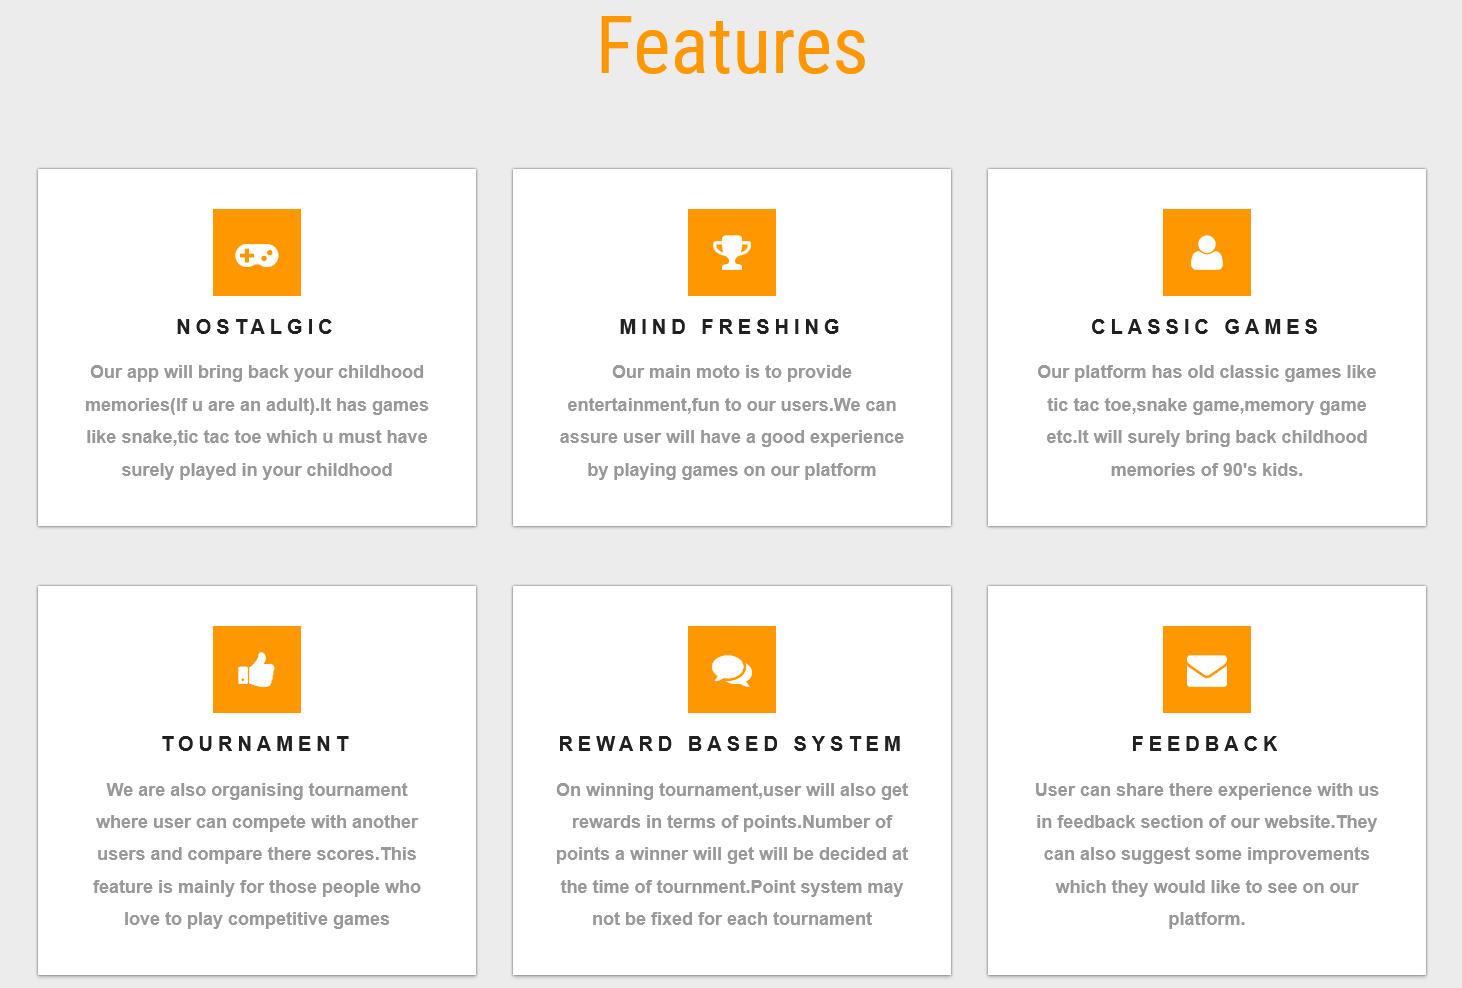 Features
NOSTALGIC
Our app will bring back your childhood
memories(If u are an adult).It has games
like snake,tic tac toe which u must have
surely played in your childhood
MIND FRESHING
Our main moto is to provide
entertainment,fun to our users.We can
assure user will have a good experience
by playing games on our platform
CLASSIC GAMES
Our platform has old classic games like
tic tac toe,snake game,memory game
etc.It will surely bring back childhood
memories of 90's kids.
TOURNAMENT
We are also organising tournament
where user can compete with another
users and compare there scores.This
feature is mainly for those people who
love to play competitive games
REWARD BASED SYSTEM
On winning tournament,user will also get
rewards in terms of points.Number of
points a winner will get will be decided at
the time of tournment.Point system may
not be fixed for each tournament
FEEDBACK
User can share there experience with us
in feedback section of our website.They
can also suggest some improvements
which they would like to see on our
platform.